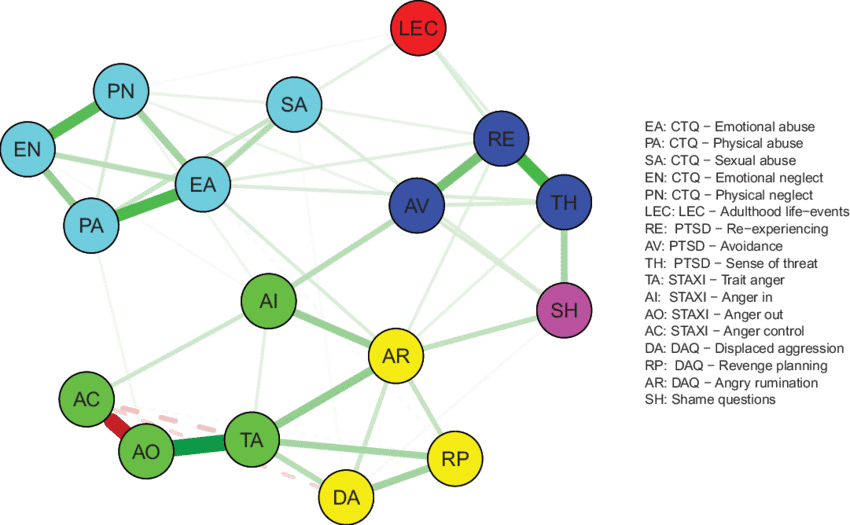 LEC
PN
SA
RE
EN
EA
TH
AV
PA
AI
SH
AR
AC
TA
AO
RP
DA
EA: CTQ − Emotional abuse
PA: CTQ − Physical abuse
SA: CTQ − Sexual abuse
EN: CTQ − Emotional neglect
PN: CTQ − Physical neglect
LEC: LEC − Adulthood life−events
RE: PTSD − Re−experiencing
AV: PTSD − Avoidance
TH: PTSD − Sense of threat
TA: STAXI − Trait anger
AI: STAXI − Anger in
AO: STAXI − Anger out
AC: STAXI − Anger control
DA: DAQ − Displaced aggression
RP: DAQ − Revenge planning
AR: DAQ − Angry rumination
SH: Shame questions